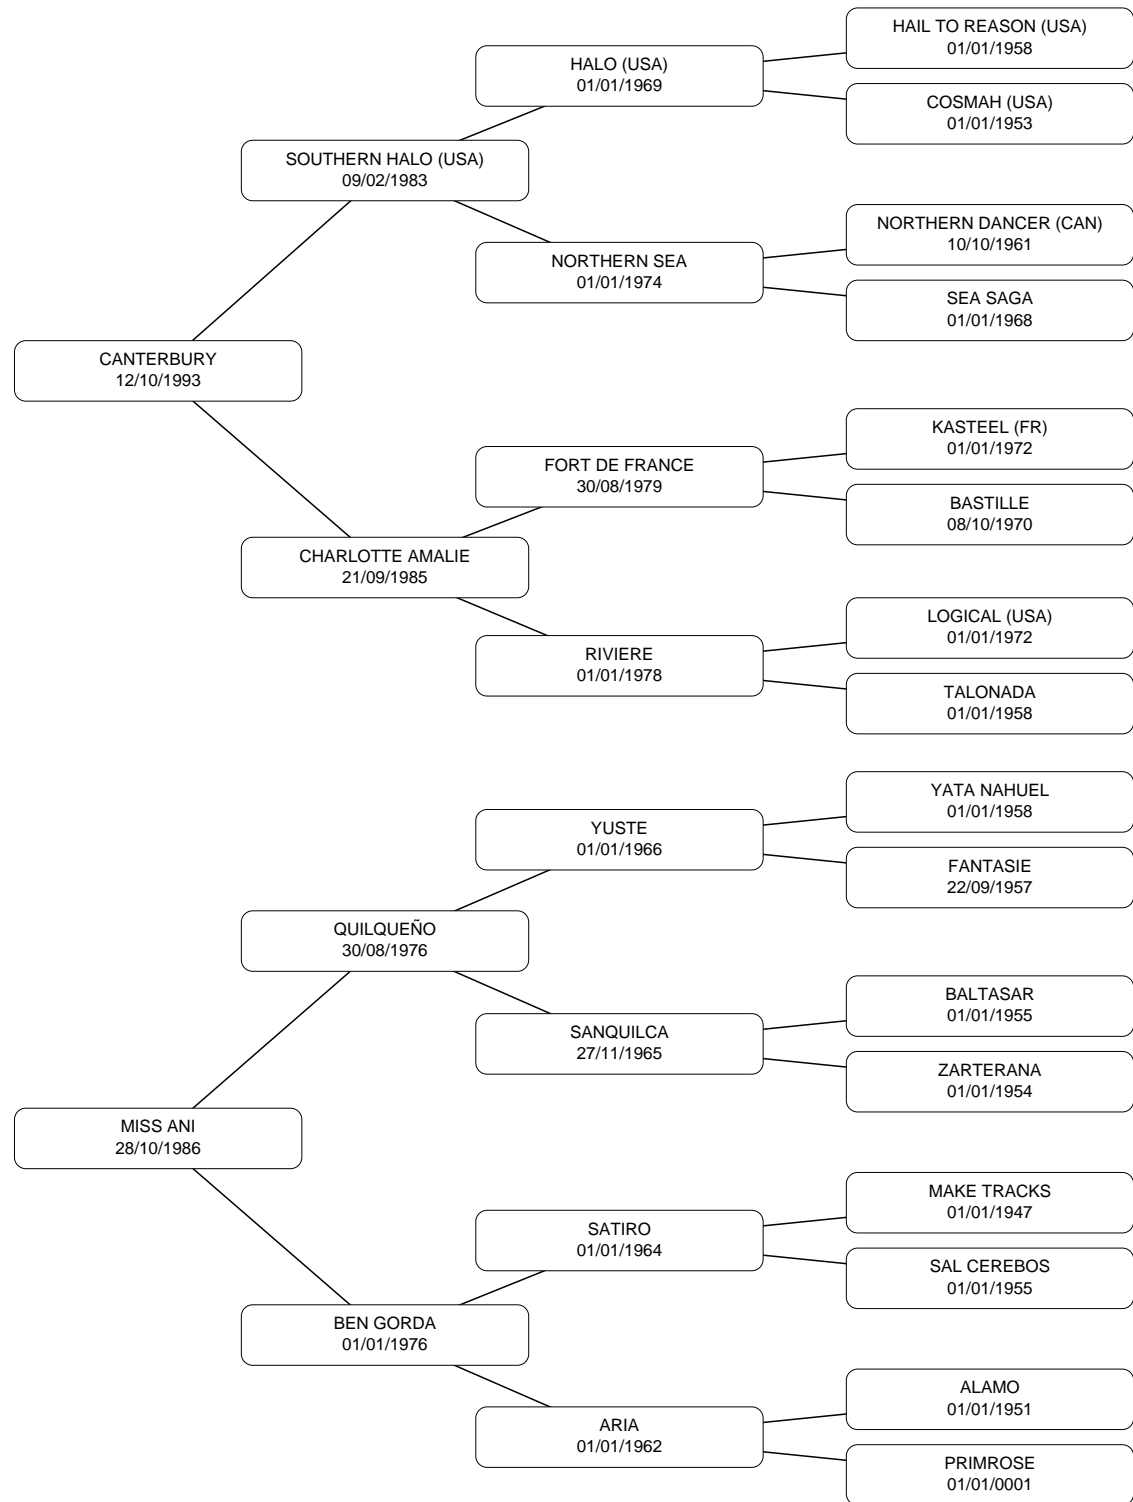 HAIL TO REASON (USA)
01/01/1958
HALO (USA)
01/01/1969
COSMAH (USA)
01/01/1953
SOUTHERN HALO (USA)
09/02/1983
NORTHERN DANCER (CAN)
10/10/1961
NORTHERN SEA
01/01/1974
SEA SAGA
01/01/1968
CANTERBURY
12/10/1993
KASTEEL (FR)
01/01/1972
FORT DE FRANCE
30/08/1979
BASTILLE
08/10/1970
CHARLOTTE AMALIE
21/09/1985
LOGICAL (USA)
01/01/1972
RIVIERE
01/01/1978
TALONADA
01/01/1958
YATA NAHUEL
01/01/1958
YUSTE
01/01/1966
FANTASIE
22/09/1957
QUILQUEÑO
30/08/1976
BALTASAR
01/01/1955
SANQUILCA
27/11/1965
ZARTERANA
01/01/1954
MISS ANI
28/10/1986
MAKE TRACKS
01/01/1947
SATIRO
01/01/1964
SAL CEREBOS
01/01/1955
BEN GORDA
01/01/1976
ALAMO
01/01/1951
ARIA
01/01/1962
PRIMROSE
01/01/0001